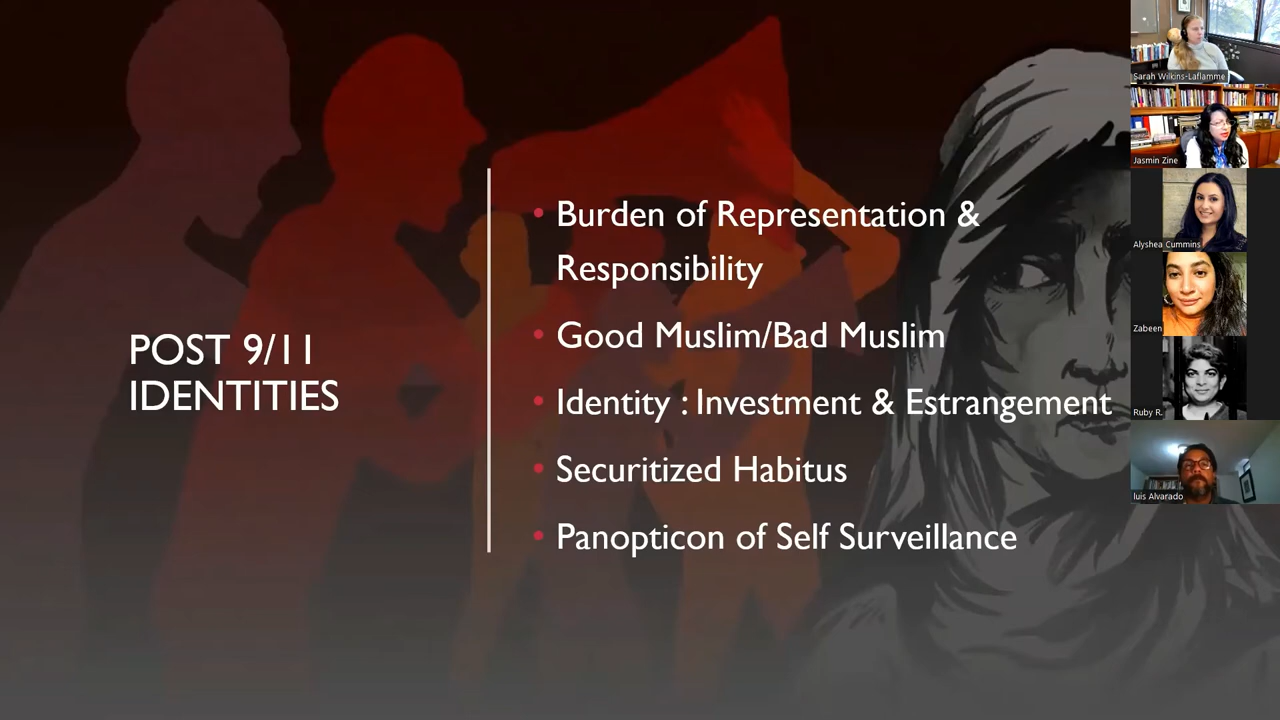 POST 9/11
IDENTITIES
• Burden of Representation &
Responsibility
• Good Muslim/Bad Muslim
• Identity : Investment & Estrangement
• Securitized Habitus
• Panopticon of Self Surveillance
Sarah Wilkins-Laflamme
Jasmin Zine
Alyshea Cummins
Zabeen
Ruby R.
luis Alvarado